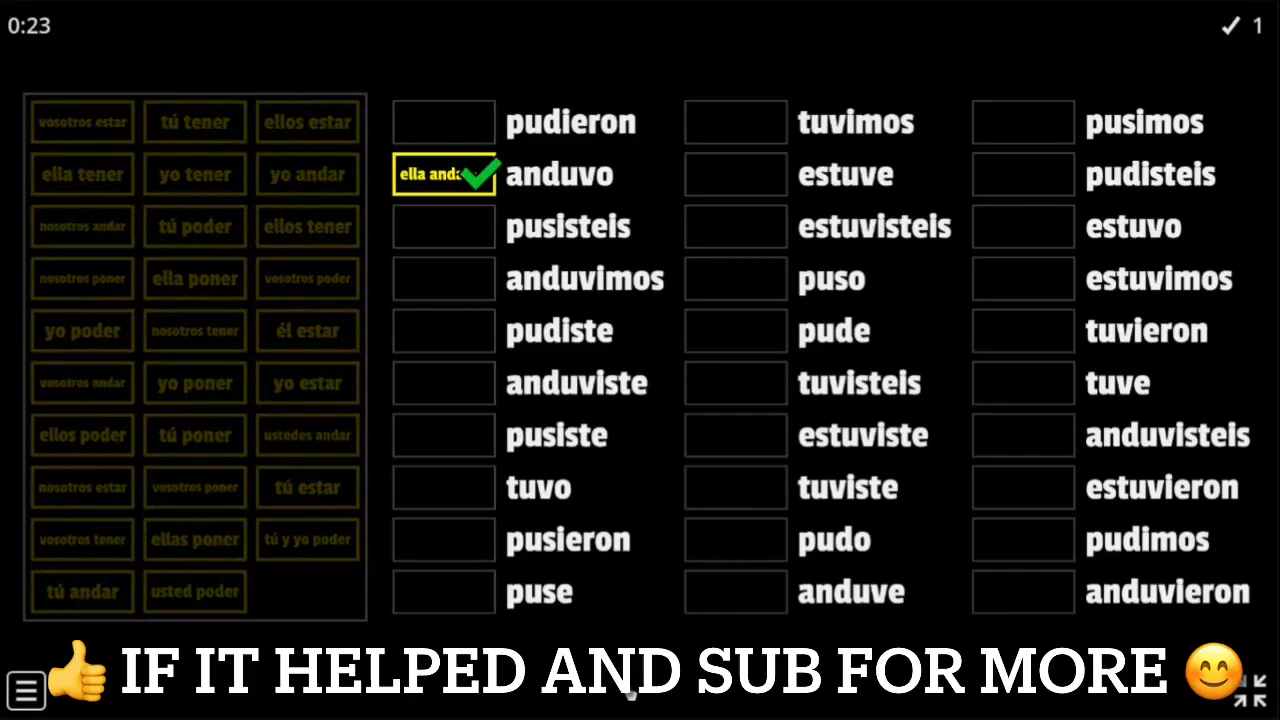 0:23
✓ 1
vosotros estar tú tener ellos estar
ella tener yo tener yo andar
nosotros andar tú poder ellos tener
nosotros poner ella poner vosotros poder
yo poder nosotros tener él estar
vosotros andar yo poner yo estar
ellos poder tú poner ustedes andar
nosotros estar vosotros poner tú estar
vosotros tener ellas poner tú y yo poder
tú andar usted poder
pudieron
ella and
anduvo
pusisteis
anduvimos
pudiste
anduviste
pusiste
tuvo
pusieron
puse
tuvimos
estuve
estuvisteis
puso
pude
tuvisteis
estuviste
tuviste
pudo
anduve
pusimos
pudisteis
estuvo
estuvimos
tuvieron
tuve
anduvisteis
estuvieron
pudimos
anduvieron
👍 IF IT HELPED AND SUB FOR MORE 😊